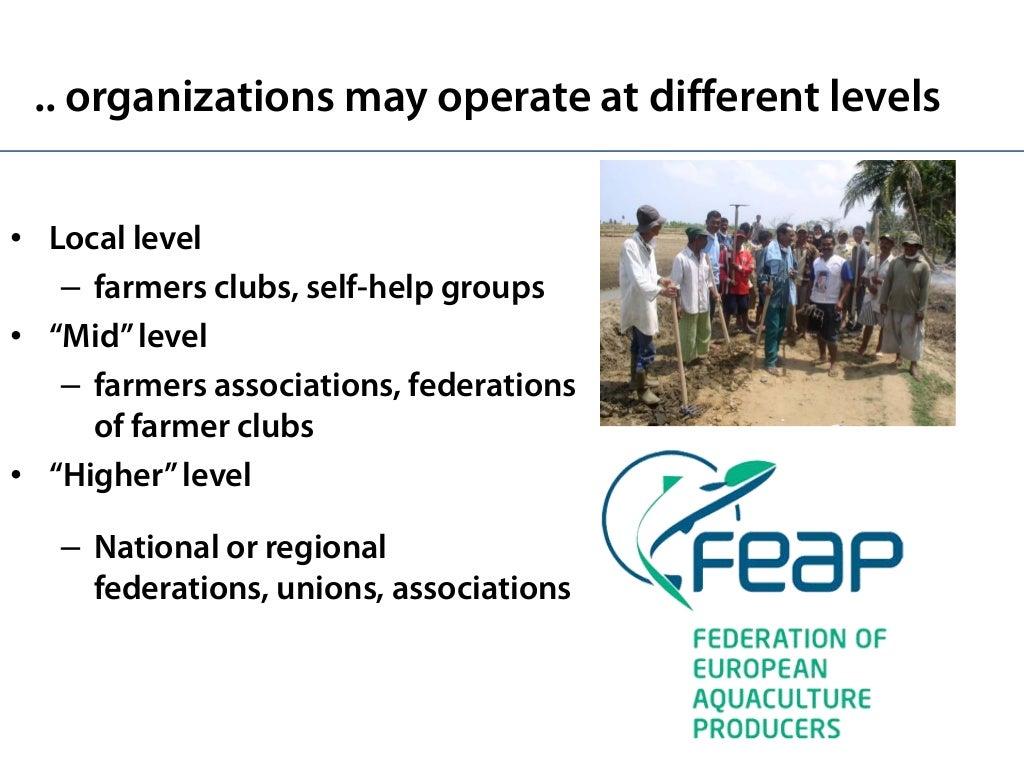 .. organizations may operate at different levels
• Local level
– farmers clubs, self-help groups
• “Mid” level
– farmers associations, federations
of farmer clubs
• “Higher” level
– National or regional
federations, unions, associations
feap
FEDERATION OF
EUROPEAN
AQUACULTURE
PRODUCERS